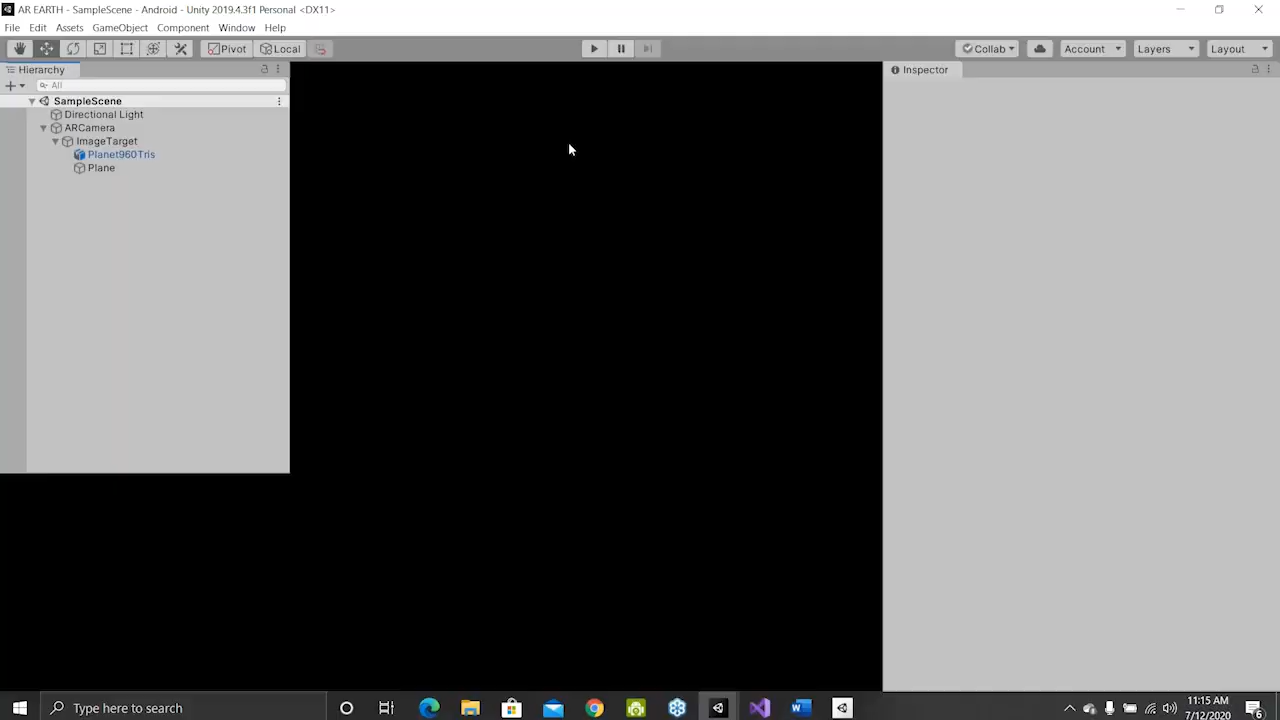 AR EARTH - SampleScene - Android - Unity 2019.4.3f1 Personal <DX11>
File Edit Assets GameObject Component Window Help
Pivot Local Collab Account Layers Layout
Hierarchy
All
SampleScene
Directional Light
ARCamera
ImageTarget
Planet960Tris
Plane
Inspector
Type here to search
11:15 AM
7/12/2020
6